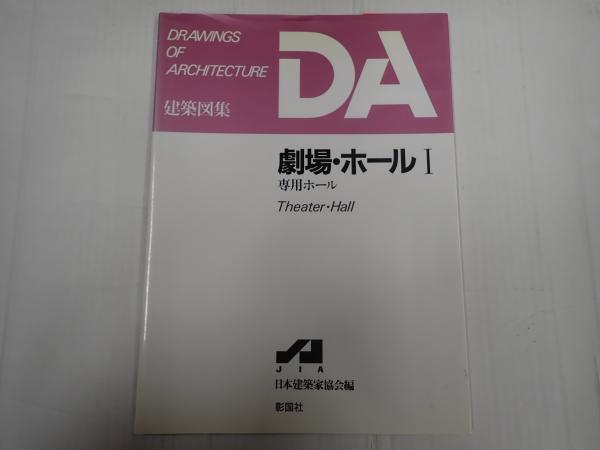 DRAWINGS
OF
ARCHITECTURE
DA
建築図集
劇場・ホールⅠ
専用ホール
Theater・Hall
JIA
日本建築家協会編
彰国社